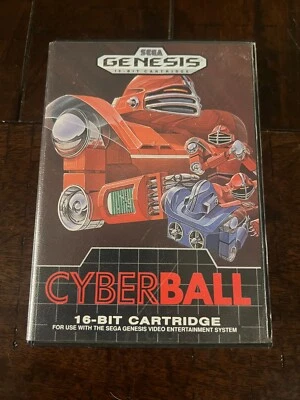 SEGA
GENESIS
16-BIT CARTRIDGE
CYBERBALL
16-BIT CARTRIDGE
FOR USE WITH THE SEGA GENESIS VIDEO ENTERTAINMENT SYSTEM